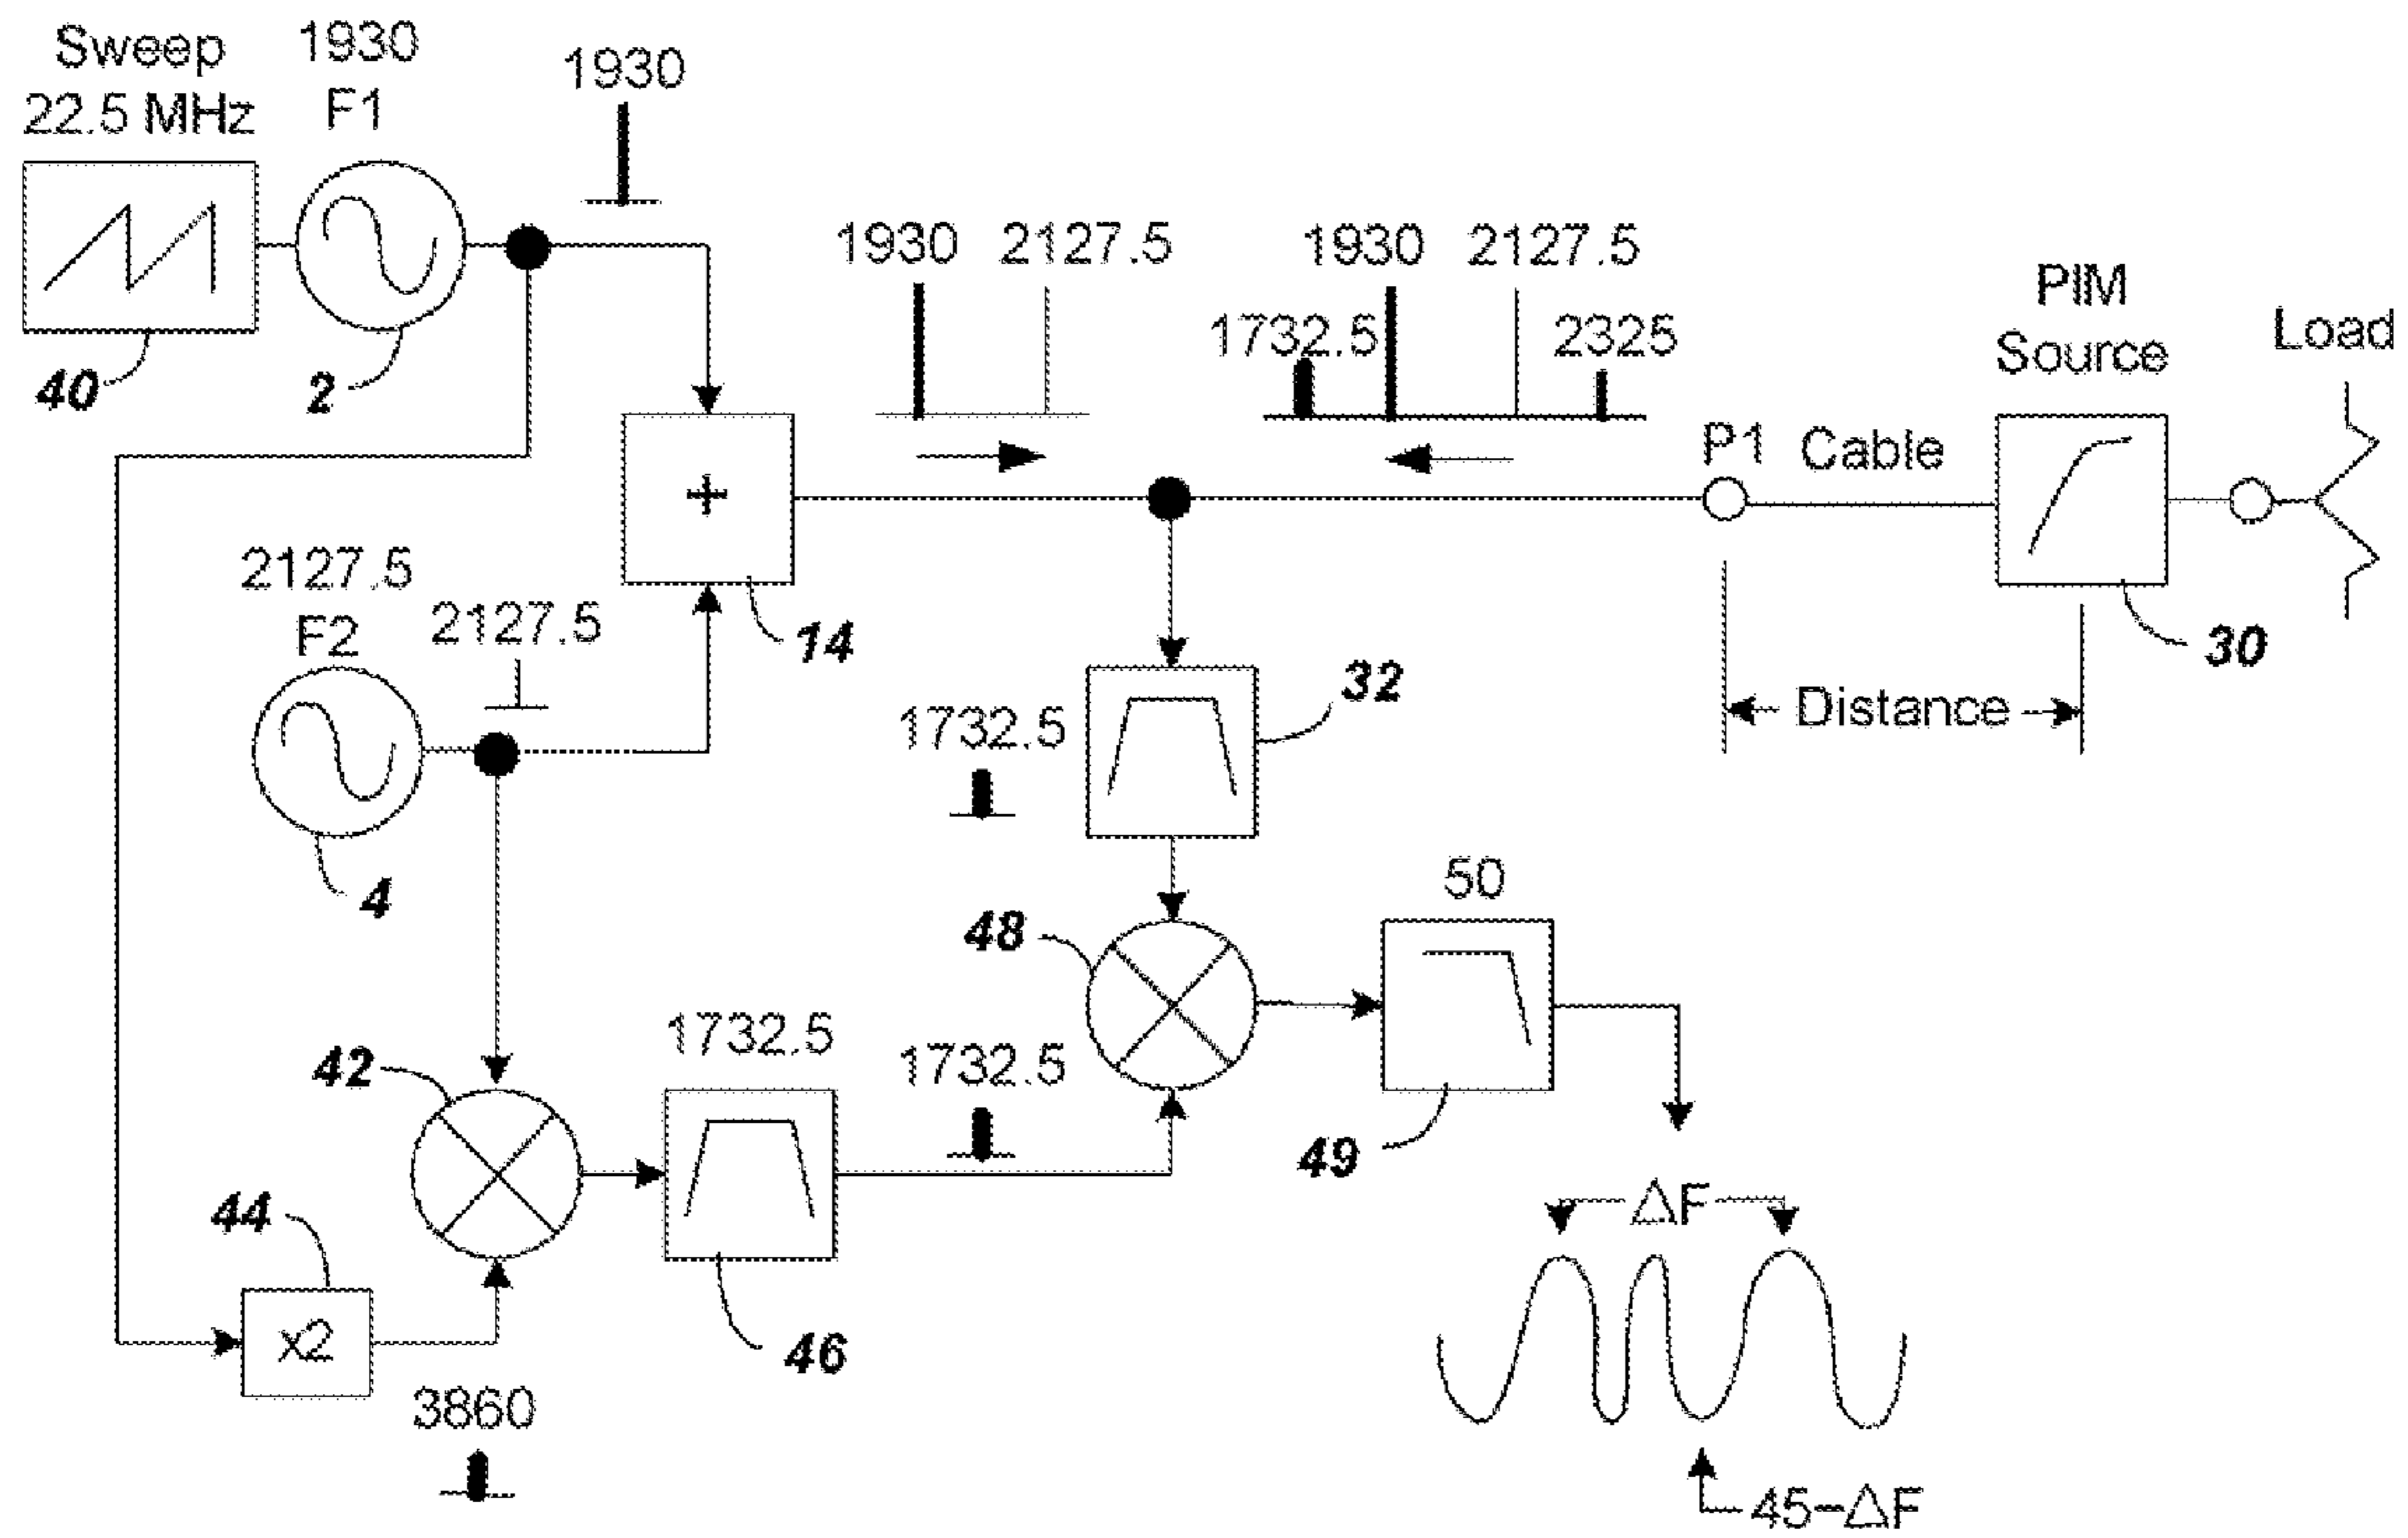 Sweep
22.5 MHz
1930
F1
1930
40
2
1930 2127.5
1930 2127.5
1732.5 2325
PIM
Source
Load
P1 Cable
+
14
30
2127.5
F2
2127.5
4
32
1732.5
Distance
50
48
49
42
1732.5
1732.5
46
44
x2
3860
ΔF
45-ΔF